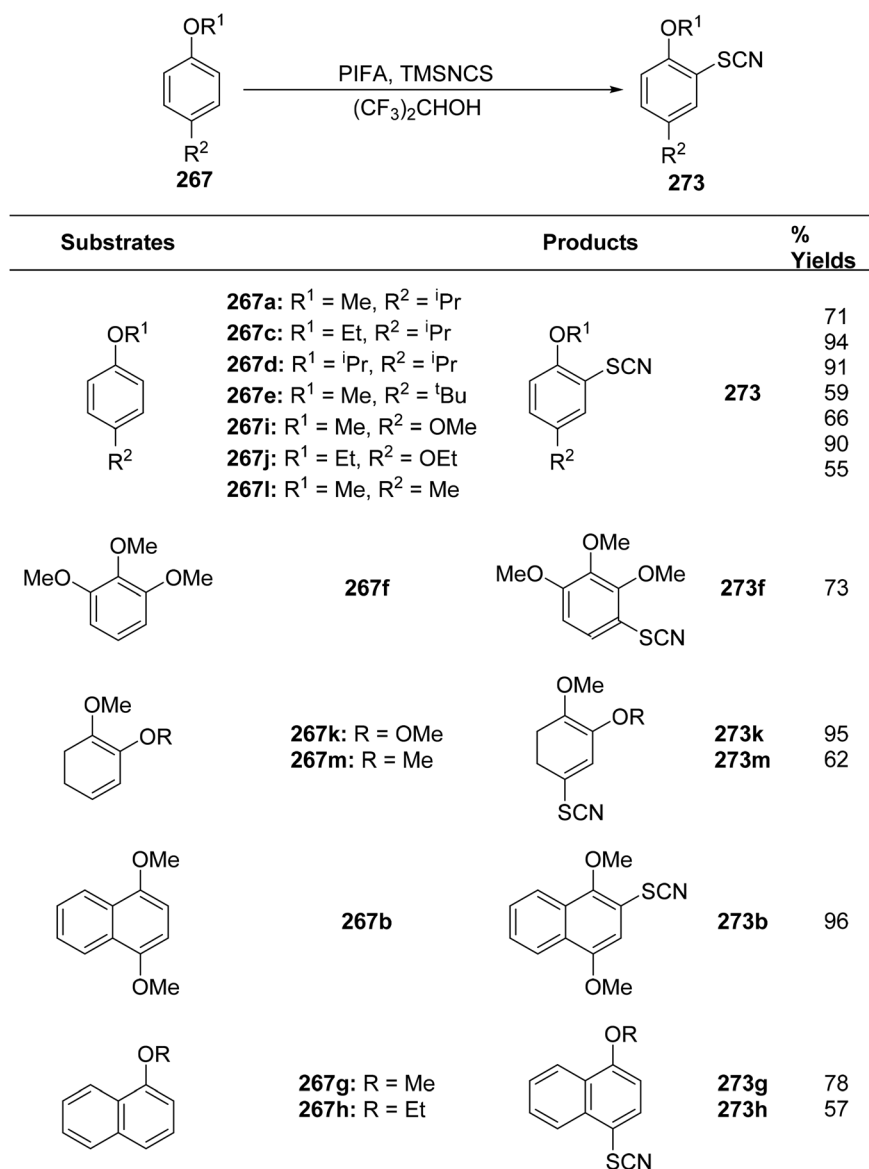 OR¹
R²
267
PIFA, TMSNCS
(CF₃)₂CHOH
OR¹
SCN
R²
273
Substrates
Products
% Yields
OR¹
R²
267a: R¹ = Me, R² = ⁱPr
267c: R¹ = Et, R² = ⁱPr
267d: R¹ = ⁱPr, R² = ⁱPr
267e: R¹ = Me, R² = ᵗBu
267i: R¹ = Me, R² = OMe
267j: R¹ = Et, R² = OEt
267l: R¹ = Me, R² = Me
OR¹
SCN
R²
273
71
94
91
59
66
90
55
OMe
MeO
OMe
267f
OMe
MeO
OMe
SCN
273f
73
OMe
OR
267k: R = OMe
267m: R = Me
OMe
OR
SCN
273k
273m
95
62
OMe
OMe
267b
OMe
SCN
OMe
273b
96
OR
267g: R = Me
267h: R = Et
OR
SCN
273g
273h
78
57